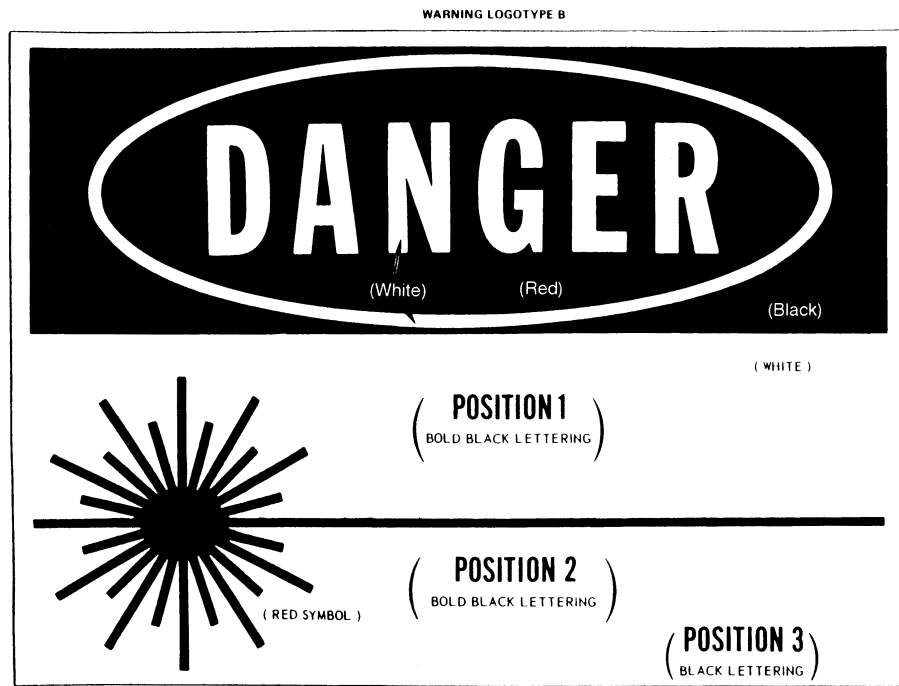 WARNING LOGOTYPE B
DANGER
(White) (Red)
(Black)
( WHITE )
POSITION 1
( BOLD BLACK LETTERING )
POSITION 2
( BOLD BLACK LETTERING )
( RED SYMBOL )
POSITION 3
( BLACK LETTERING )